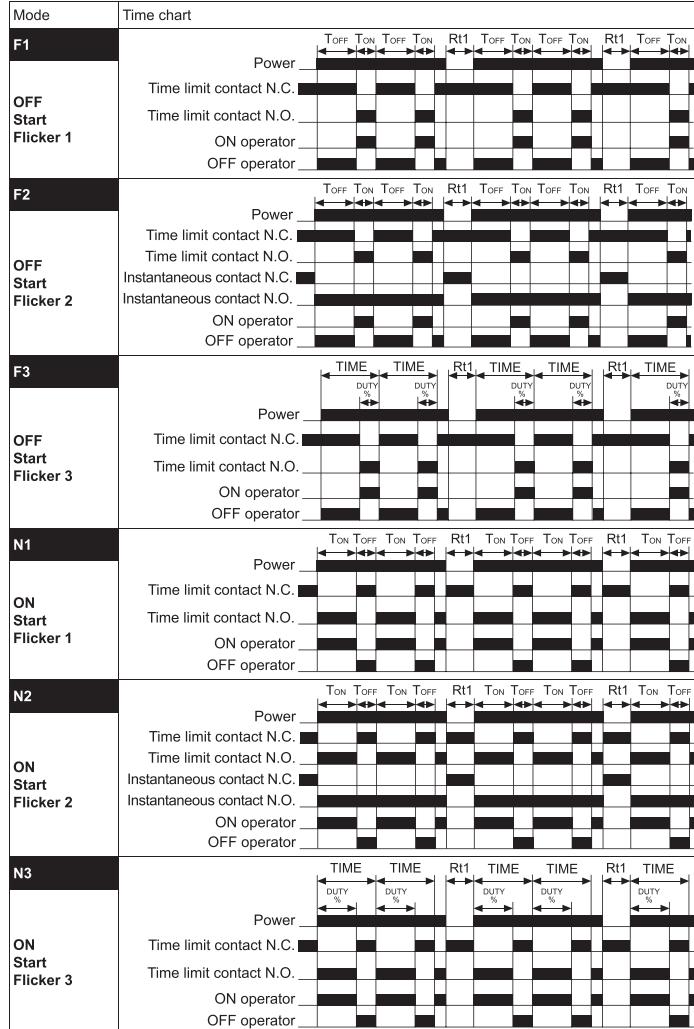 Mode Time chart
F1
OFF
Start
Flicker 1
TOFF TON TOFF TON Rt1 TOFF TON TOFF TON Rt1 TOFF TON
Power
Time limit contact N.C.
Time limit contact N.O.
ON operator
OFF operator
F2
OFF
Start
Flicker 2
TOFF TON TOFF TON Rt1 TOFF TON TOFF TON Rt1 TOFF TON
Power
Time limit contact N.C.
Time limit contact N.O.
Instantaneous contact N.C.
Instantaneous contact N.O.
ON operator
OFF operator
F3
OFF
Start
Flicker 3
TIME TIME Rt1 TIME TIME Rt1 TIME
DUTY DUTY DUTY DUTY DUTY
% % % % %
Power
Time limit contact N.C.
Time limit contact N.O.
ON operator
OFF operator
N1
ON
Start
Flicker 1
TON TOFF TON TOFF Rt1 TON TOFF TON TOFF Rt1 TON TOFF
Power
Time limit contact N.C.
Time limit contact N.O.
ON operator
OFF operator
N2
ON
Start
Flicker 2
TON TOFF TON TOFF Rt1 TON TOFF TON TOFF Rt1 TON TOFF
Power
Time limit contact N.C.
Time limit contact N.O.
Instantaneous contact N.C.
Instantaneous contact N.O.
ON operator
OFF operator
N3
ON
Start
Flicker 3
TIME TIME Rt1 TIME TIME Rt1 TIME
DUTY DUTY DUTY DUTY DUTY
% % % % %
Power
Time limit contact N.C.
Time limit contact N.O.
ON operator
OFF operator